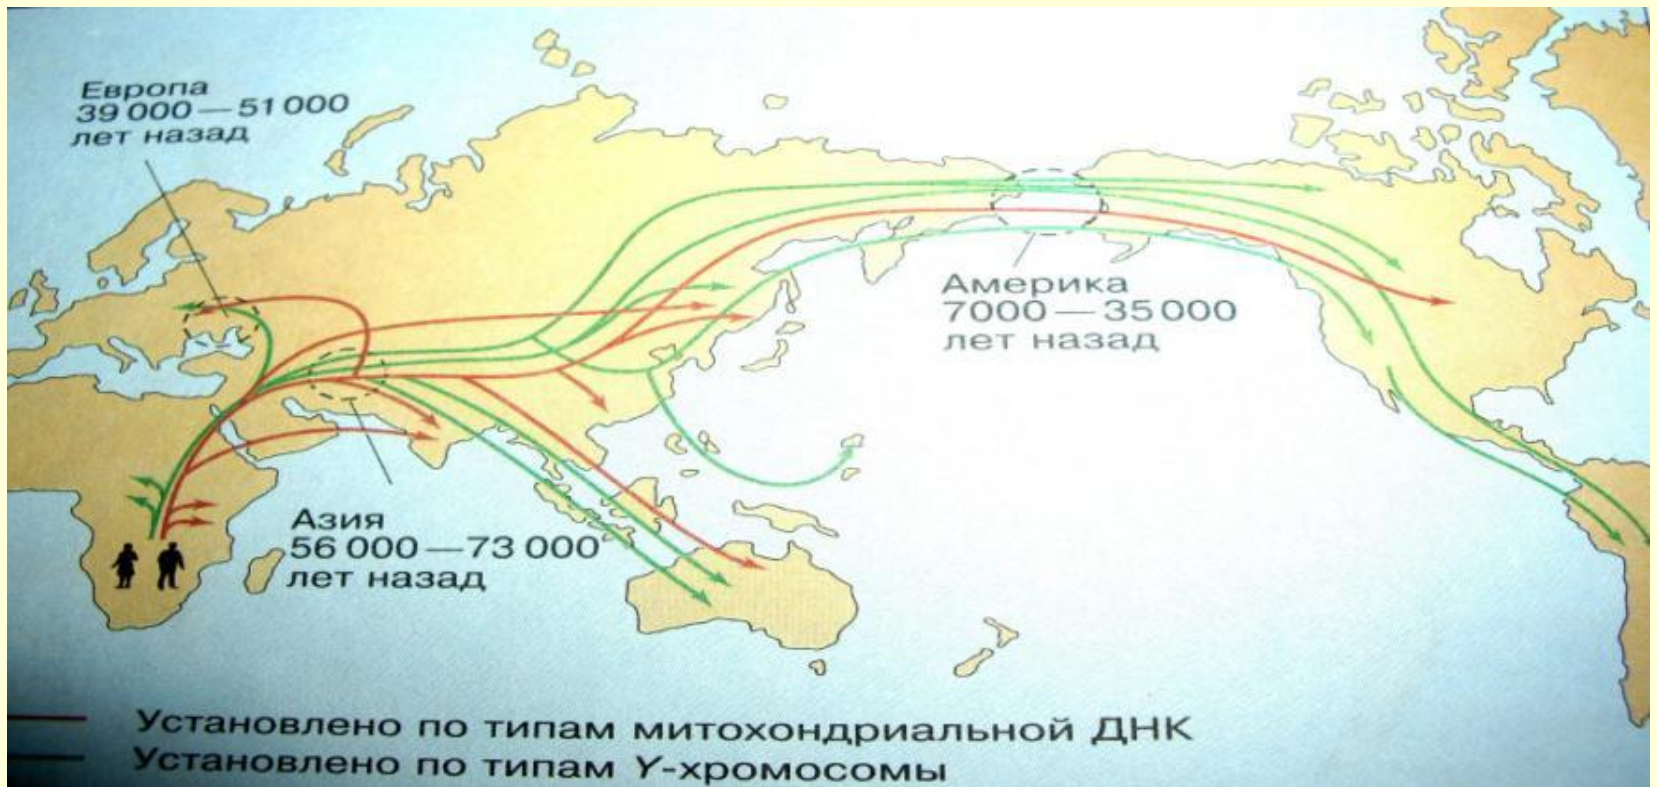 Европа
39 000 — 51 000
лет назад
Америка
7000 — 35 000
лет назад
Азия
56 000 — 73 000
лет назад
Установлено по типам митохондриальной ДНК
Установлено по типам Y-хромосомы